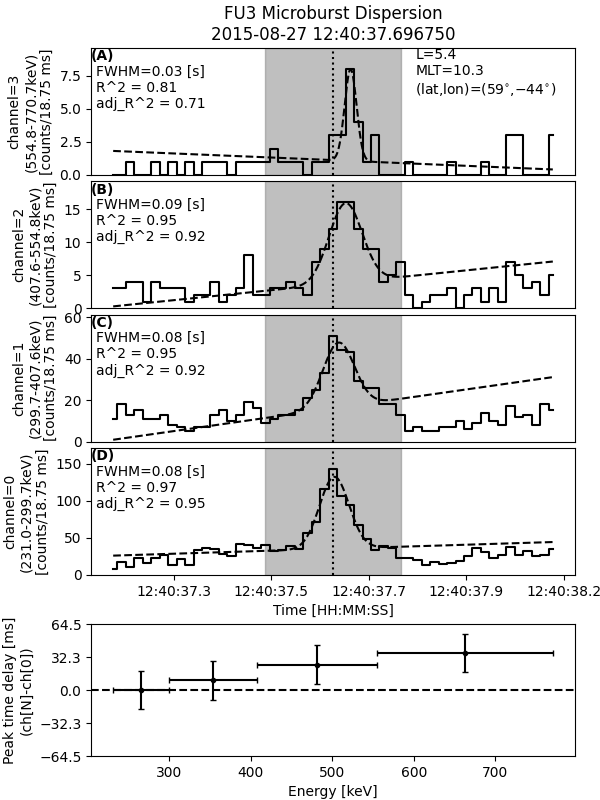 FU3 Microburst Dispersion
2015-08-27 12:40:37.696750
channel=3
(554.8-770.7keV)
[counts/18.75 ms]
7.5
5.0
2.5
0.0
(A)
FWHM=0.03 [s]
R^2 = 0.81
adj_R^2 = 0.71
L=5.4
MLT=10.3
(lat,lon)=(59°,−44°)
channel=2
(407.6-554.8keV)
[counts/18.75 ms]
15
10
5
0
(B)
FWHM=0.09 [s]
R^2 = 0.95
adj_R^2 = 0.92
channel=1
(299.7-407.6keV)
[counts/18.75 ms]
60
40
20
0
(C)
FWHM=0.08 [s]
R^2 = 0.95
adj_R^2 = 0.92
channel=0
(231.0-299.7keV)
[counts/18.75 ms]
150
100
50
0
(D)
FWHM=0.08 [s]
R^2 = 0.97
adj_R^2 = 0.95
12:40:37.3 12:40:37.5 12:40:37.7 12:40:37.9 12:40:38.2
Time [HH:MM:SS]
Peak time delay [ms]
(ch[N]-ch[0])
64.5
32.3
0.0
−32.3
−64.5
300 400 500 600 700
Energy [keV]